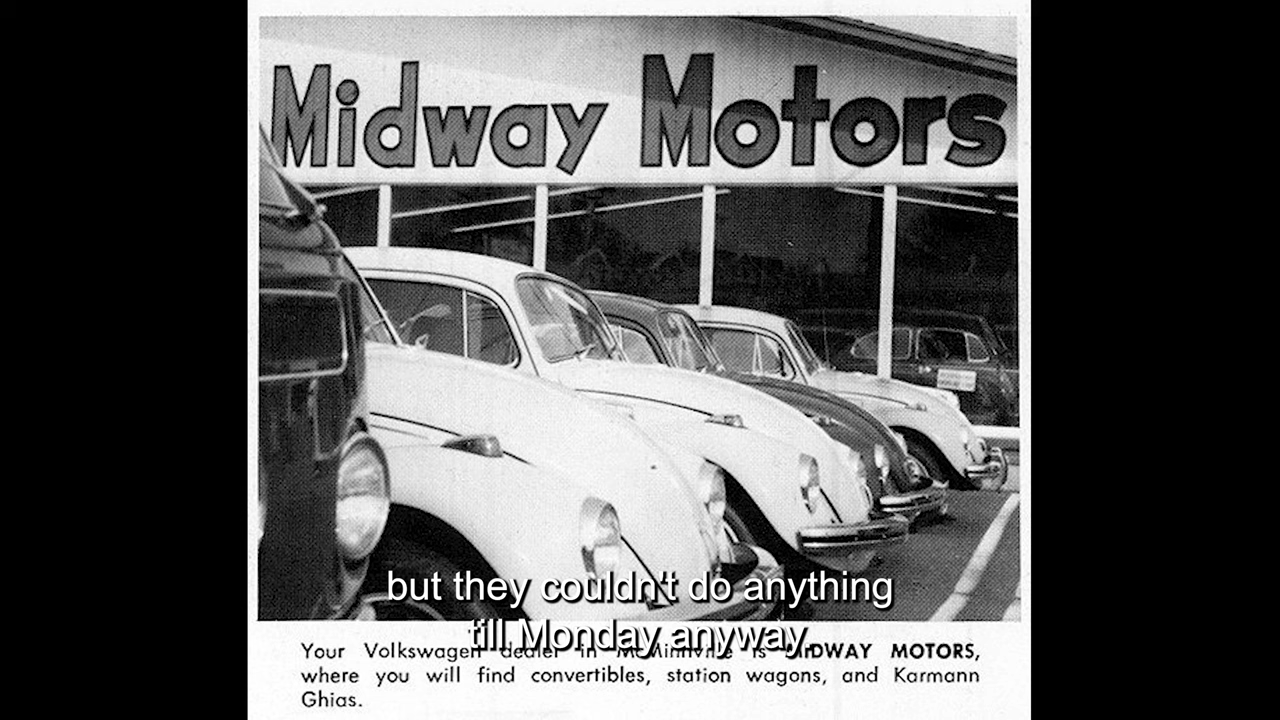 Midway Motors
but they couldn't do anything
till Monday anyway.
Your Volkswagen dealer in McMinnville is MIDWAY MOTORS,
where you will find convertibles, station wagons, and Karmann
Ghias.